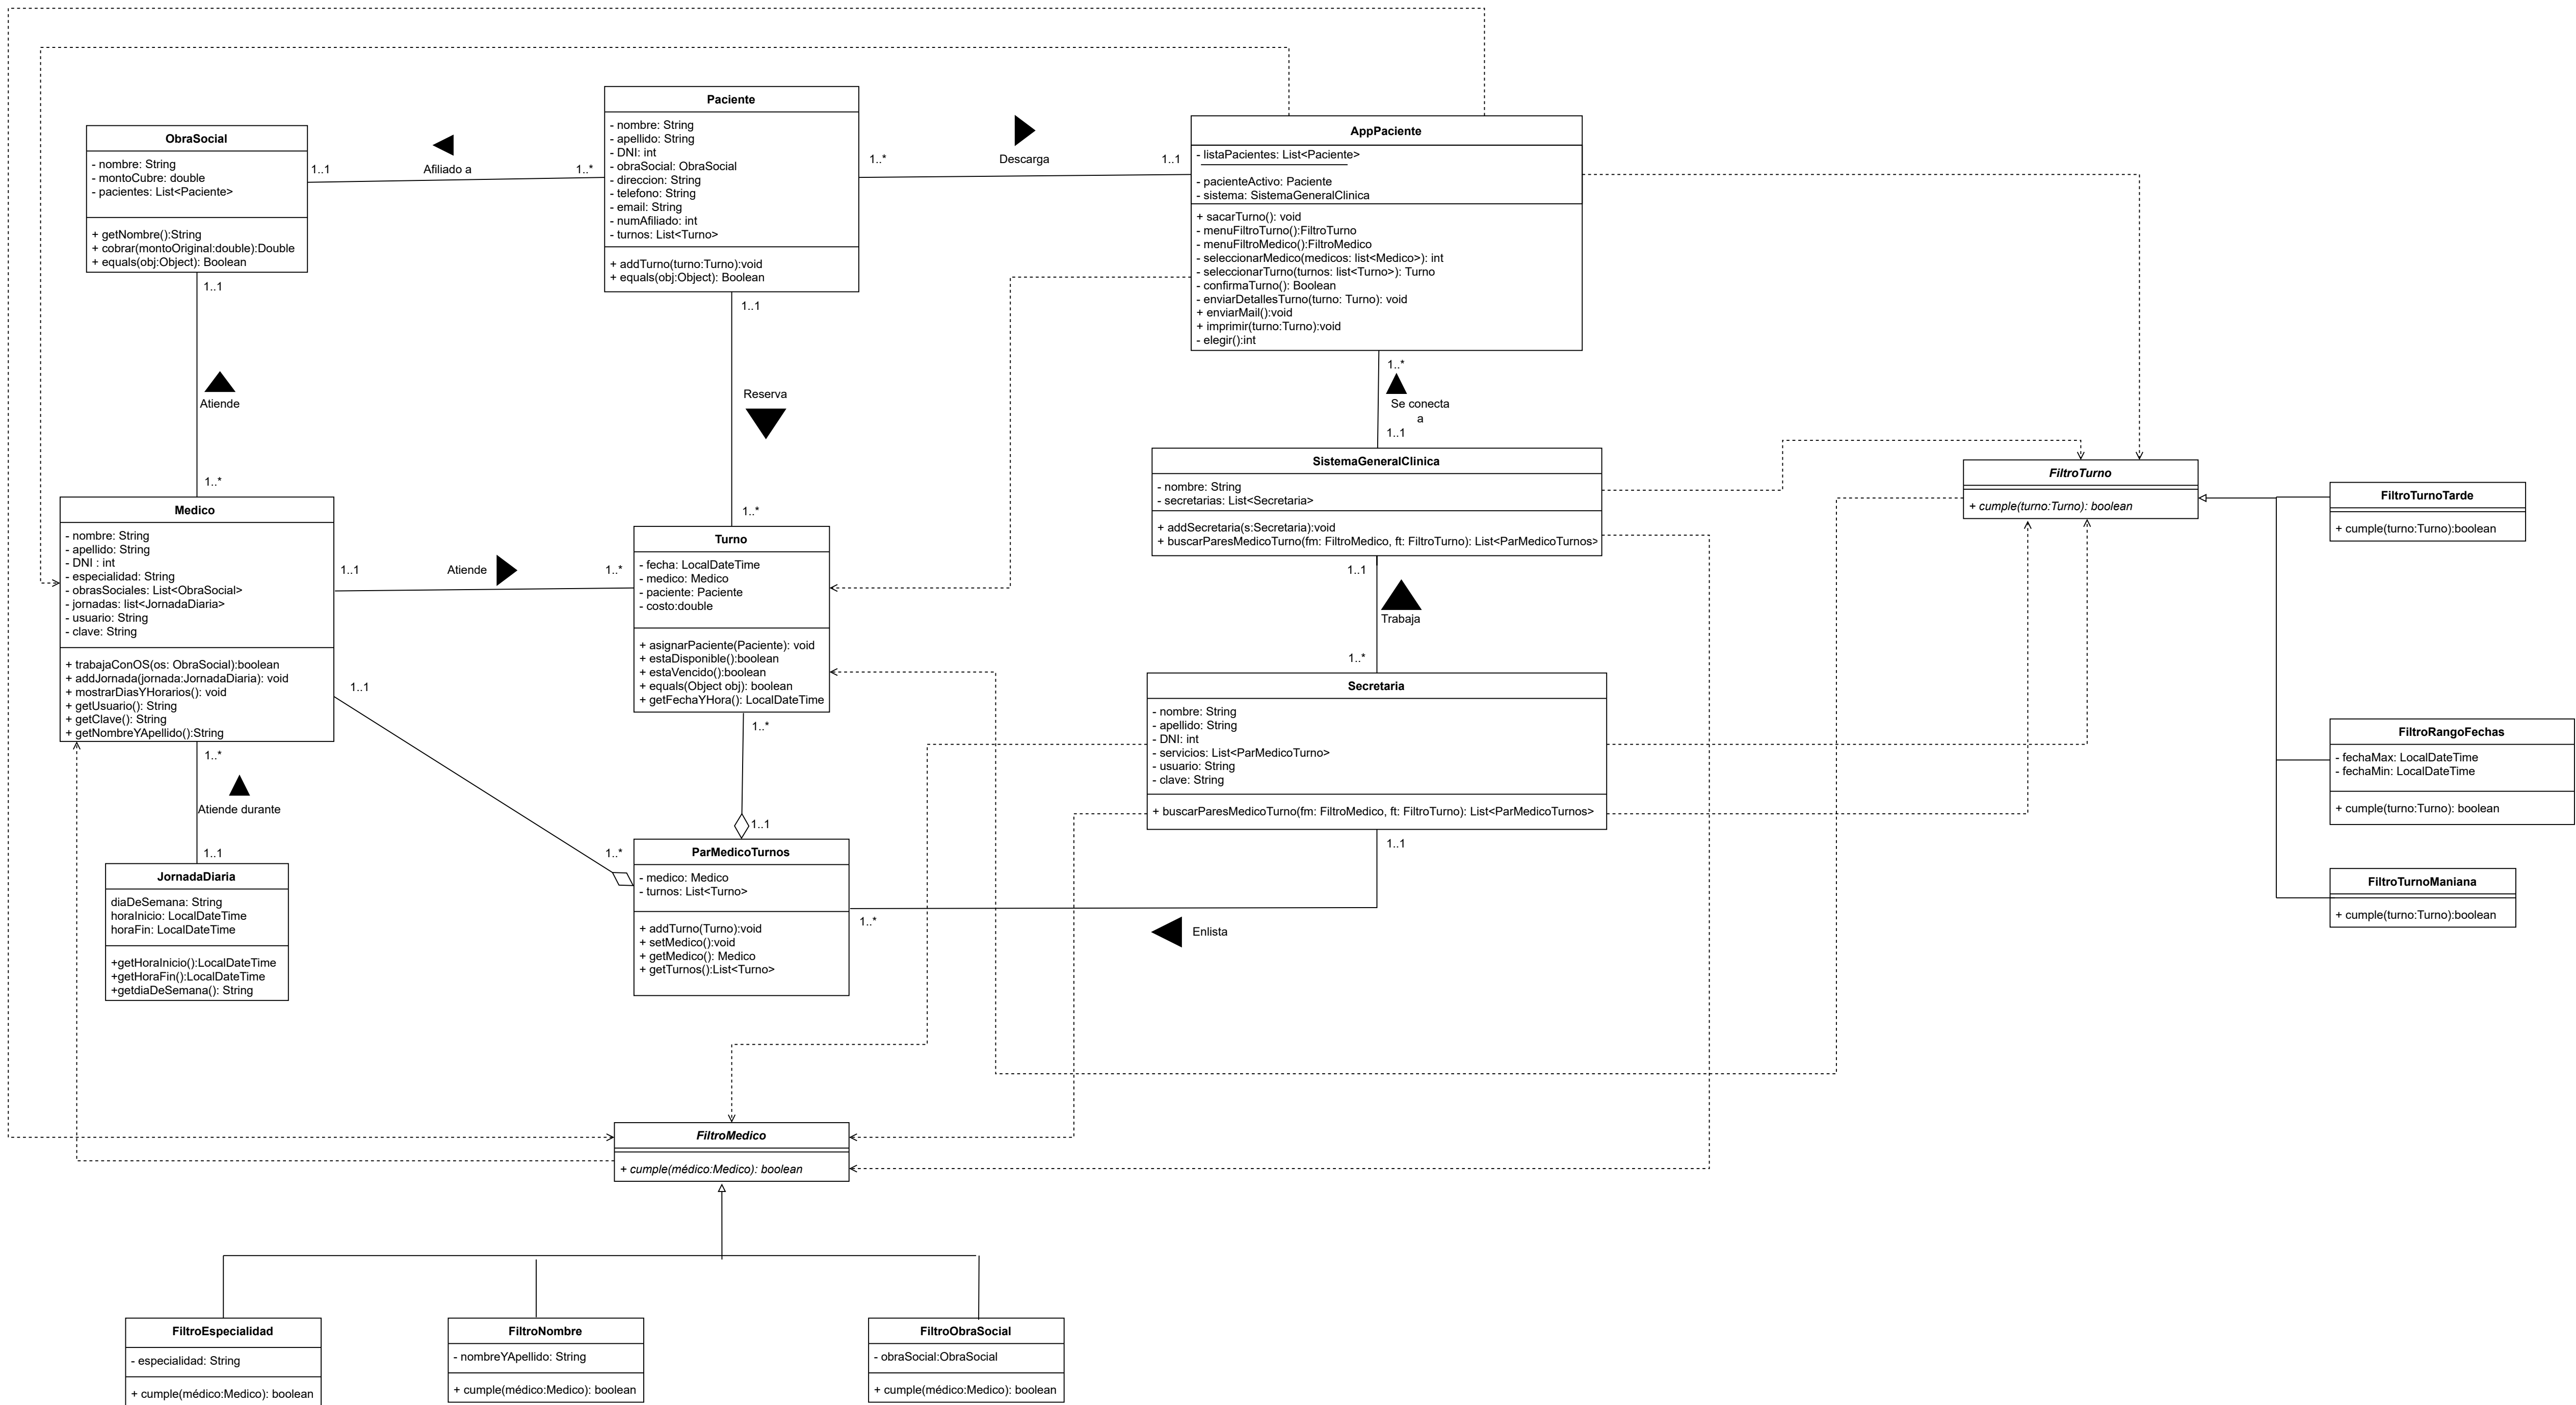 Paciente
- nombre: String
- apellido: String
- DNI: int
- obraSocial: ObraSocial
- direccion: String
- telefono: String
- email: String
- numAfiliado: int
- turnos: List<Turno>
+ addTurno(turno:Turno):void
+ equals(obj:Object): Boolean
ObraSocial
- nombre: String
- montoCubre: double
- pacientes: List<Paciente>
+ getNombre():String
+ cobrar(montoOriginal:double):Double
+ equals(obj:Object): Boolean
1..1
Afiliado a
1..*
1..*
Descarga
1..1
AppPaciente
- listaPacientes: List<Paciente>
- pacienteActivo: Paciente
- sistema: SistemaGeneralClinica
+ sacarTurno(): void
- menuFiltroTurno():FiltroTurno
- menuFiltroMedico():FiltroMedico
- seleccionarMedico(medicos: list<Medico>): int
- seleccionarTurno(turnos: list<Turno>): Turno
- confirmaTurno(): Boolean
- enviarDetallesTurno(turno: Turno): void
+ enviarMail():void
+ imprimir(turno:Turno):void
- elegir():int
1..1
Atiende
1..*
1..1
Reserva
1..*
1..*
Se conecta
a
1..1
SistemaGeneralClinica
- nombre: String
- secretarias: List<Secretaria>
+ addSecretaria(s:Secretaria):void
+ buscarParesMedicoTurno(fm: FiltroMedico, ft: FiltroTurno): List<ParMedicoTurnos>
FiltroTurno
+ cumple(turno:Turno): boolean
FiltroTurnoTarde
+ cumple(turno:Turno):boolean
Medico
- nombre: String
- apellido: String
- DNI : int
- especialidad: String
- obrasSociales: List<ObraSocial>
- jornadas: list<JornadaDiaria>
- usuario: String
- clave: String
+ trabajaConOS(os: ObraSocial):boolean
+ addJornada(jornada:JornadaDiaria): void
+ mostrarDiasYHorarios(): void
+ getUsuario(): String
+ getClave(): String
+ getNombreYApellido():String
1..1
Atiende
1..*
Turno
- fecha: LocalDateTime
- medico: Medico
- paciente: Paciente
- costo:double
+ asignarPaciente(Paciente): void
+ estaDisponible():boolean
+ estaVencido():boolean
+ equals(Object obj): boolean
+ getFechaYHora(): LocalDateTime
1..1
Trabaja
1..*
Secretaria
- nombre: String
- apellido: String
- DNI: int
- servicios: List<ParMedicoTurno>
- usuario: String
- clave: String
+ buscarParesMedicoTurno(fm: FiltroMedico, ft: FiltroTurno): List<ParMedicoTurnos>
FiltroRangoFechas
- fechaMax: LocalDateTime
- fechaMin: LocalDateTime
+ cumple(turno:Turno): boolean
1..1
1..*
Atiende durante
1..1
1..*
1..1
1..*
ParMedicoTurnos
- medico: Medico
- turnos: List<Turno>
+ addTurno(Turno):void
+ setMedico():void
+ getMedico(): Medico
+ getTurnos():List<Turno>
1..1
1..*
Enlista
FiltroTurnoManiana
+ cumple(turno:Turno):boolean
JornadaDiaria
diaDeSemana: String
horaInicio: LocalDateTime
horaFin: LocalDateTime
+getHoraInicio():LocalDateTime
+getHoraFin():LocalDateTime
+getdiaDeSemana(): String
FiltroMedico
+ cumple(médico:Medico): boolean
FiltroEspecialidad
- especialidad: String
+ cumple(médico:Medico): boolean
FiltroNombre
- nombreYApellido: String
+ cumple(médico:Medico): boolean
FiltroObraSocial
- obraSocial:ObraSocial
+ cumple(médico:Medico): boolean